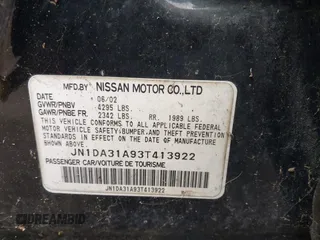 MFD.BY NISSAN MOTOR CO.,LTD
DATE 06/02
GVWR/PNBV 4295 LBS.
GAWR/PNBE FR. 2342 LBS. RR. 1989 LBS.
THIS VEHICLE CONFORMS TO ALL APPLICABLE FEDERAL
MOTOR VEHICLE SAFETY, BUMPER, AND THEFT PREVENTION
STANDARDS IN EFFECT ON THE DATE OF MANUFACTURE
SHOWN ABOVE.
JN1DA31A93T413922
PASSENGER CAR/VOITURE DE TOURISME
JN1DA31A93T413922
IDREAMBID